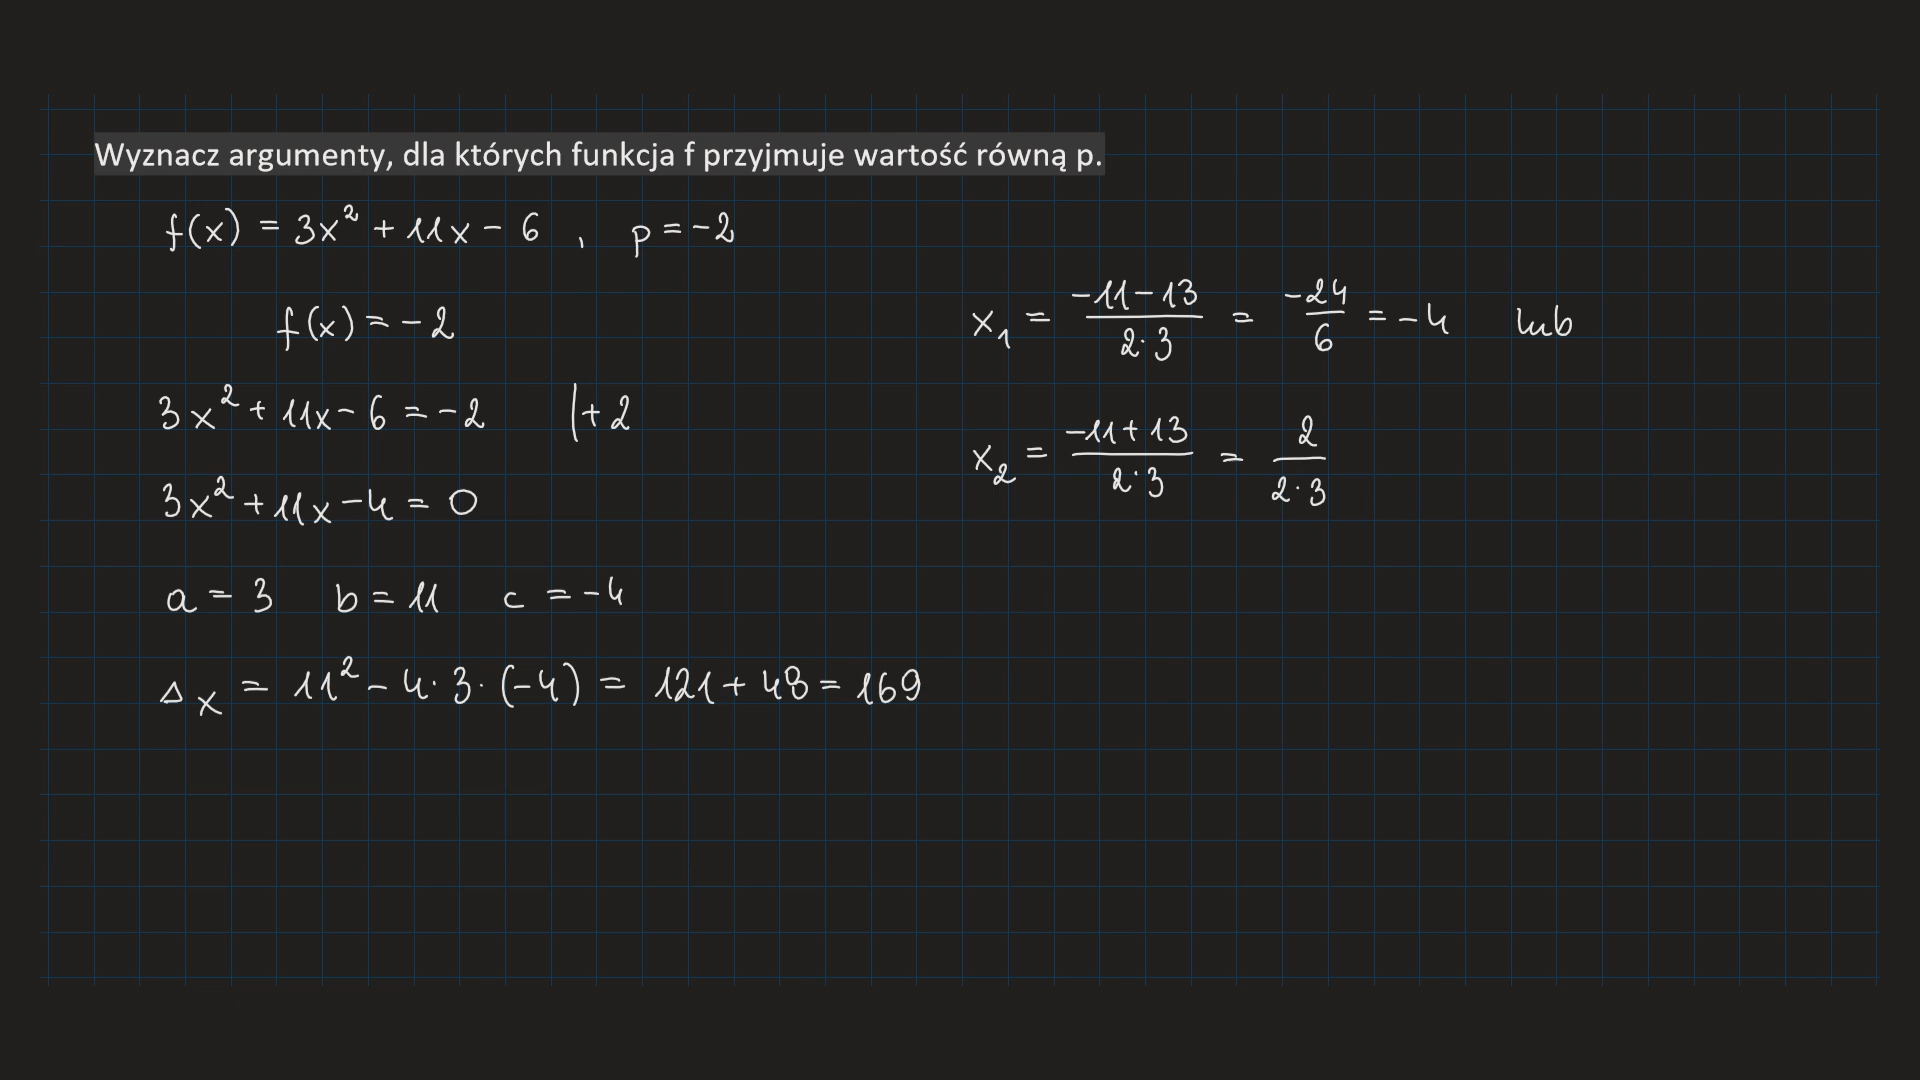 Wyznacz argumenty, dla których funkcja f przyjmuje wartość równą p.
f(x) = 3x² + 11x - 6 , p = -2
f(x) = -2
3x² + 11x - 6 = -2 |+2
3x² + 11x - 4 = 0
a = 3 b = 11 c = -4
Δx = 11² - 4·3·(-4) = 121 + 48 = 169
x₁ = (-11-13)/(2·3) = -24/6 = -4 lub
x₂ = (-11+13)/(2·3) = 2/(2·3)